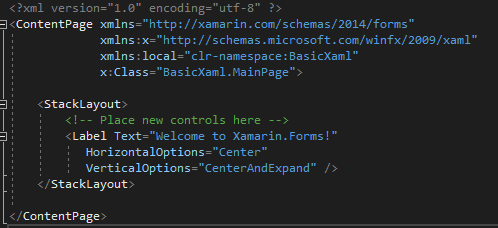 <?xml version="1.0" encoding="utf-8" ?>
<ContentPage xmlns="http://xamarin.com/schemas/2014/forms"
             xmlns:x="http://schemas.microsoft.com/winfx/2009/xaml"
             xmlns:local="clr-namespace:BasicXaml"
             x:Class="BasicXaml.MainPage">
    <StackLayout>
        <!-- Place new controls here -->
        <Label Text="Welcome to Xamarin.Forms!"
           HorizontalOptions="Center"
           VerticalOptions="CenterAndExpand" />
    </StackLayout>
</ContentPage>